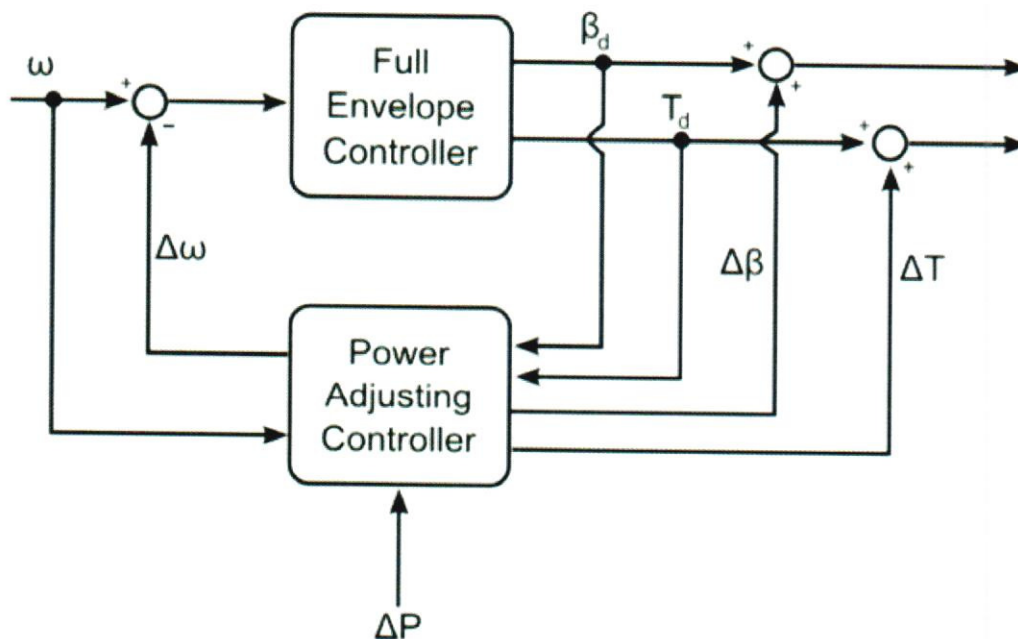 β_d
ω
+
−
Full
Envelope
Controller
T_d
+
+
+
+
Δω
Δβ
ΔT
Power
Adjusting
Controller
ΔP